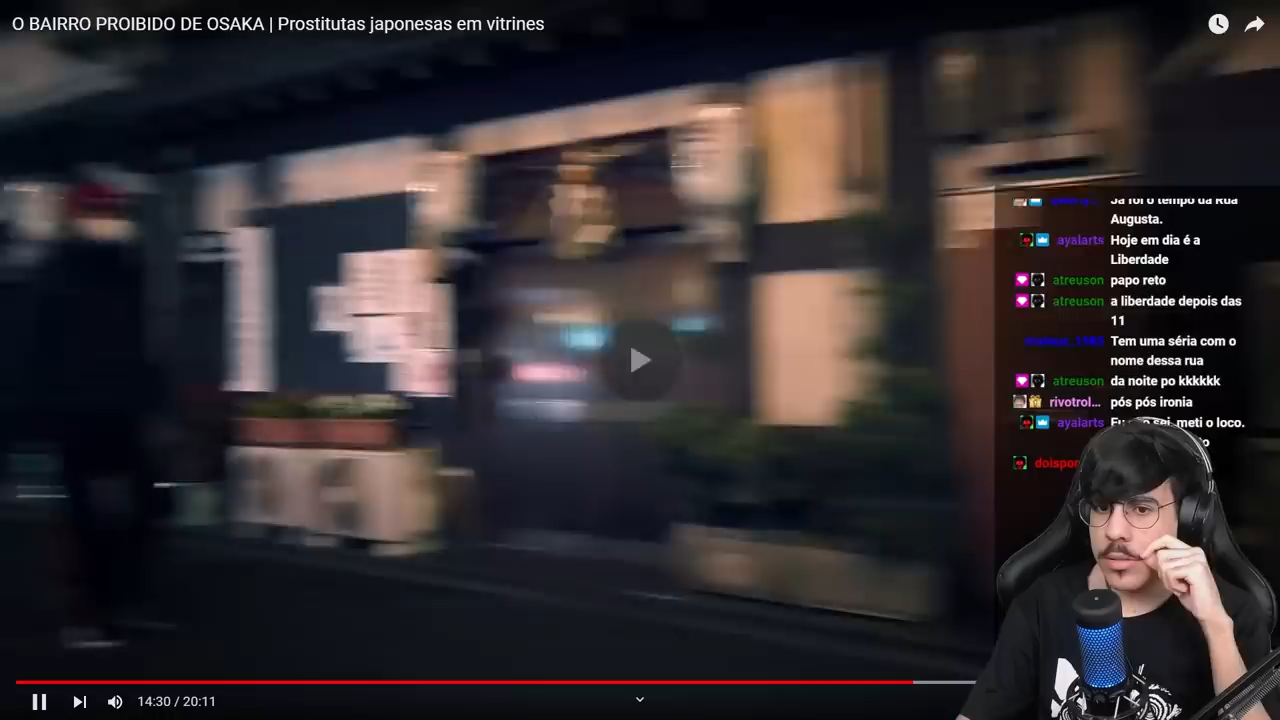 O BAIRRO PROIBIDO DE OSAKA | Prostitutas japonesas em vitrines
Já foi o tempo da Rua
Augusta.
ayalarts Hoje em dia é a
Liberdade
atreuson papo reto
atreuson a liberdade depois das
11
Tem uma séria com o
nome dessa rua
atreuson da noite po kkkkkk
rivotrol... pós pós ironia
ayalarts sei, meti o loco.
14:30 / 20:11